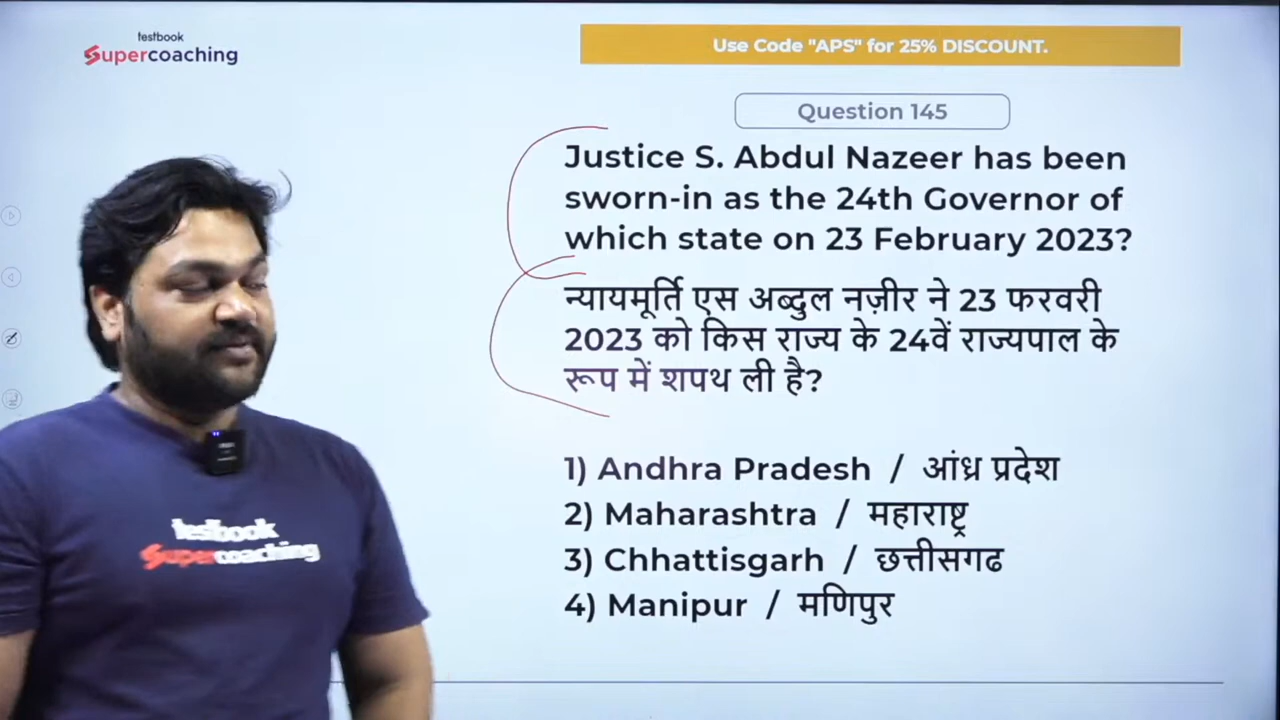 testbook
Supercoaching
Use Code "APS" for 25% DISCOUNT.
Question 145
Justice S. Abdul Nazeer has been
sworn-in as the 24th Governor of
which state on 23 February 2023?
न्यायमूर्ति एस अब्दुल नज़ीर ने 23 फरवरी
2023 को किस राज्य के 24वें राज्यपाल के
रूप में शपथ ली है?
1) Andhra Pradesh / आंध्र प्रदेश
2) Maharashtra / महाराष्ट्र
3) Chhattisgarh / छत्तीसगढ
4) Manipur / मणिपुर
testbook
Supercoaching